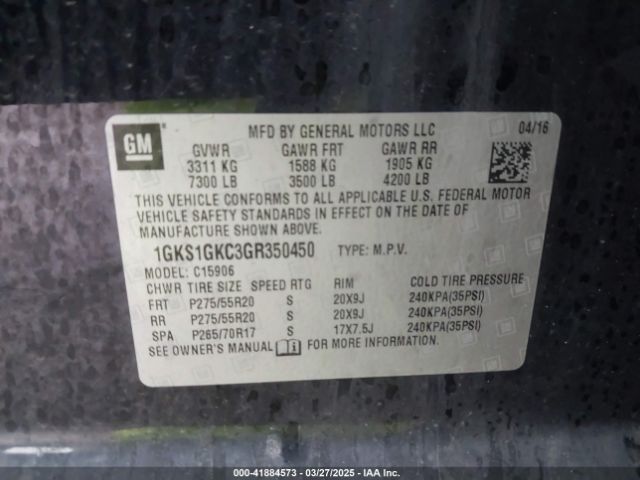 GM
MFD BY GENERAL MOTORS LLC 04/16
GVWR GAWR FRT GAWR RR
3311 KG 1588 KG 1905 KG
7300 LB 3500 LB 4200 LB
THIS VEHICLE CONFORMS TO ALL APPLICABLE U.S. FEDERAL MOTOR
VEHICLE SAFETY STANDARDS IN EFFECT ON THE DATE OF
MANUFACTURE SHOWN ABOVE.
1GKS1GKC3GR350450 TYPE: M.P.V.
MODEL: C15906
CHWR TIRE SIZE SPEED RTG RIM COLD TIRE PRESSURE
FRT P275/55R20 S 20X9J 240KPA(35PSI)
RR P275/55R20 S 20X9J 240KPA(35PSI)
SPA P265/70R17 S 17X7.5J 240KPA(35PSI)
SEE OWNER'S MANUAL FOR MORE INFORMATION.
000-41884573 | 03/27/2025 | IAA Inc.